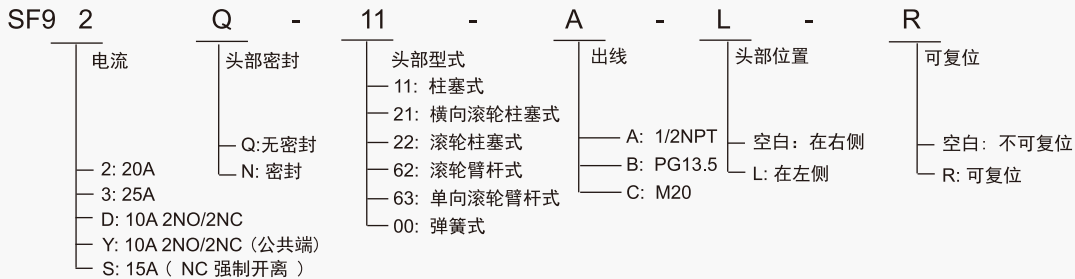 SF9 2 Q - 11 - A - L - R
电流 头部密封 头部型式 出线 头部位置 可复位
11: 柱塞式
21: 横向滚轮柱塞式
Q:无密封 22: 滚轮柱塞式 A: 1/2NPT 空白：在右侧 空白: 不可复位
2: 20A N: 密封 62: 滚轮臂杆式 B: PG13.5 L: 在左侧 R: 可复位
3: 25A 63: 单向滚轮臂杆式 C: M20
D: 10A 2NO/2NC 00: 弹簧式
Y: 10A 2NO/2NC (公共端)
S: 15A ( NC 强制开离 )